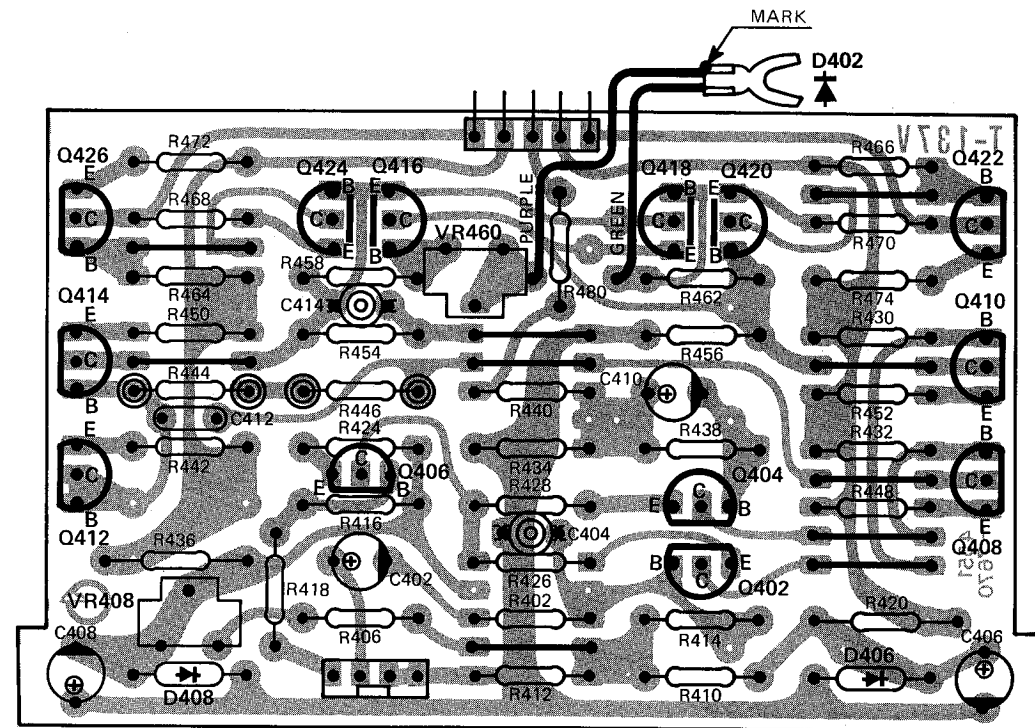 MARK
D402
T-137V
R472
R466
Q426
Q424
Q416
Q418
Q420
Q422
E
B
E
B
E
B
R468
C
C
C
C
C
C
PURPLE
GREEN
VR460
R470
B
E
B
E
B
E
R458
R464
R480
R462
R474
Q414
C414
Q410
E
R450
R430
B
C
R454
R456
C
R444
C410
B
R446
R440
R452
E
E
C412
R424
R438
R432
B
Q412
C
R442
C
Q406
R434
Q404
C
B
E
B
R428
E
C
B
R448
E
R416
C404
Q408
R436
C402
R426
B
C
E
Q402
R418
VR408
R402
R420
C408
R406
R414
C406
D408
R412
R410
D406